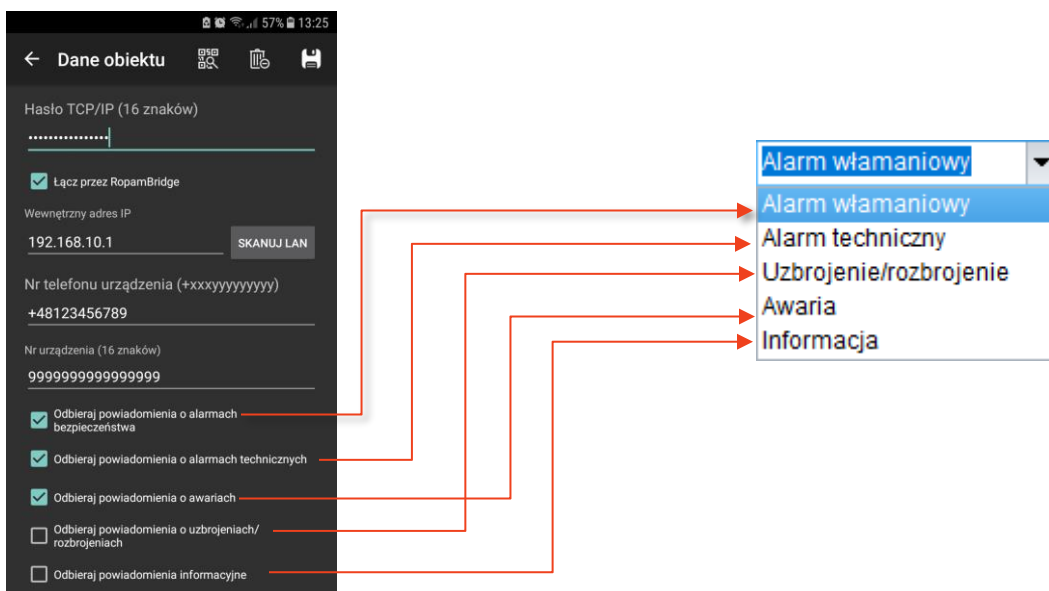 57% 13:25
Dane obiektu
Hasło TCP/IP (16 znaków)
••••••••••••••••
Łącz przez RopamBridge
Wewnętrzny adres IP
192.168.10.1
SKANUJ LAN
Nr telefonu urządzenia (+xxxyyyyyyyyy)
+48123456789
Nr urządzenia (16 znaków)
9999999999999999
Odbieraj powiadomienia o alarmach
bezpieczeństwa
Odbieraj powiadomienia o alarmach technicznych
Odbieraj powiadomienia o awariach
Odbieraj powiadomienia o uzbrojeniach/
rozbrojeniach
Odbieraj powiadomienia informacyjne
Alarm włamaniowy
Alarm włamaniowy
Alarm techniczny
Uzbrojenie/rozbrojenie
Awaria
Informacja